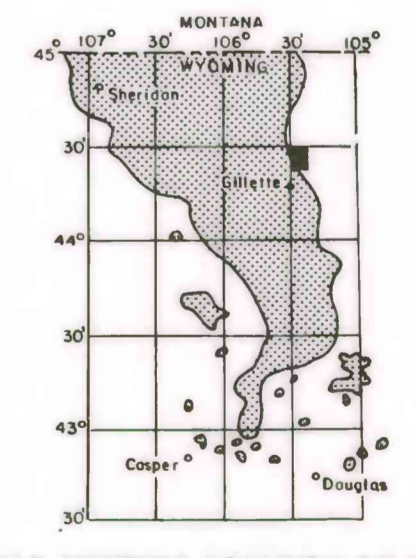 MONTANA
107° 30' 106° 30' 105°
45° WYOMING
Sheridan
30'
Gillette
44°
30'
43°
Casper
Douglas
30'